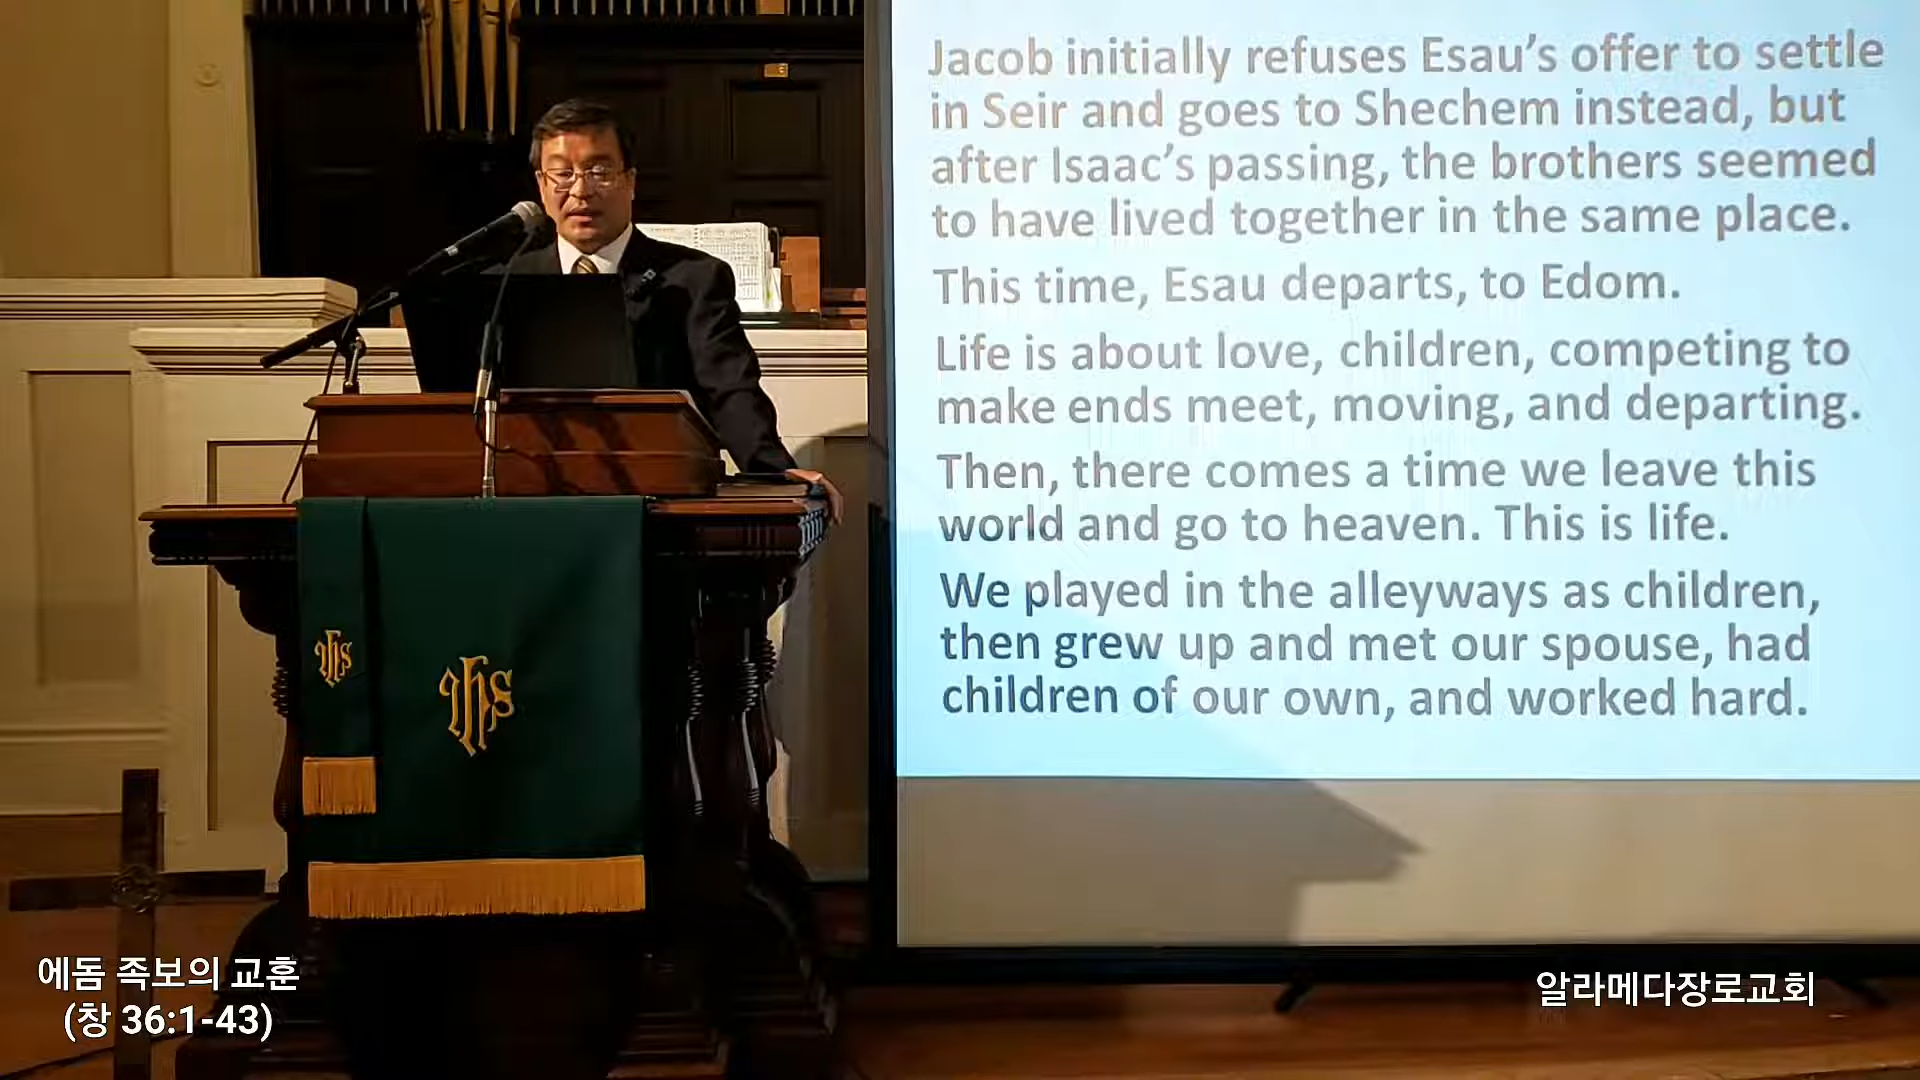 Jacob initially refuses Esau's offer to settle
in Seir and goes to Shechem instead, but
after Isaac's passing, the brothers seemed
to have lived together in the same place.
This time, Esau departs, to Edom.
Life is about love, children, competing to
make ends meet, moving, and departing.
Then, there comes a time we leave this
world and go to heaven. This is life.
We played in the alleyways as children,
then grew up and met our spouse, had
children of our own, and worked hard.
ihs
ihs
에돔 족보의 교훈
(창 36:1-43)
알라메다장로교회